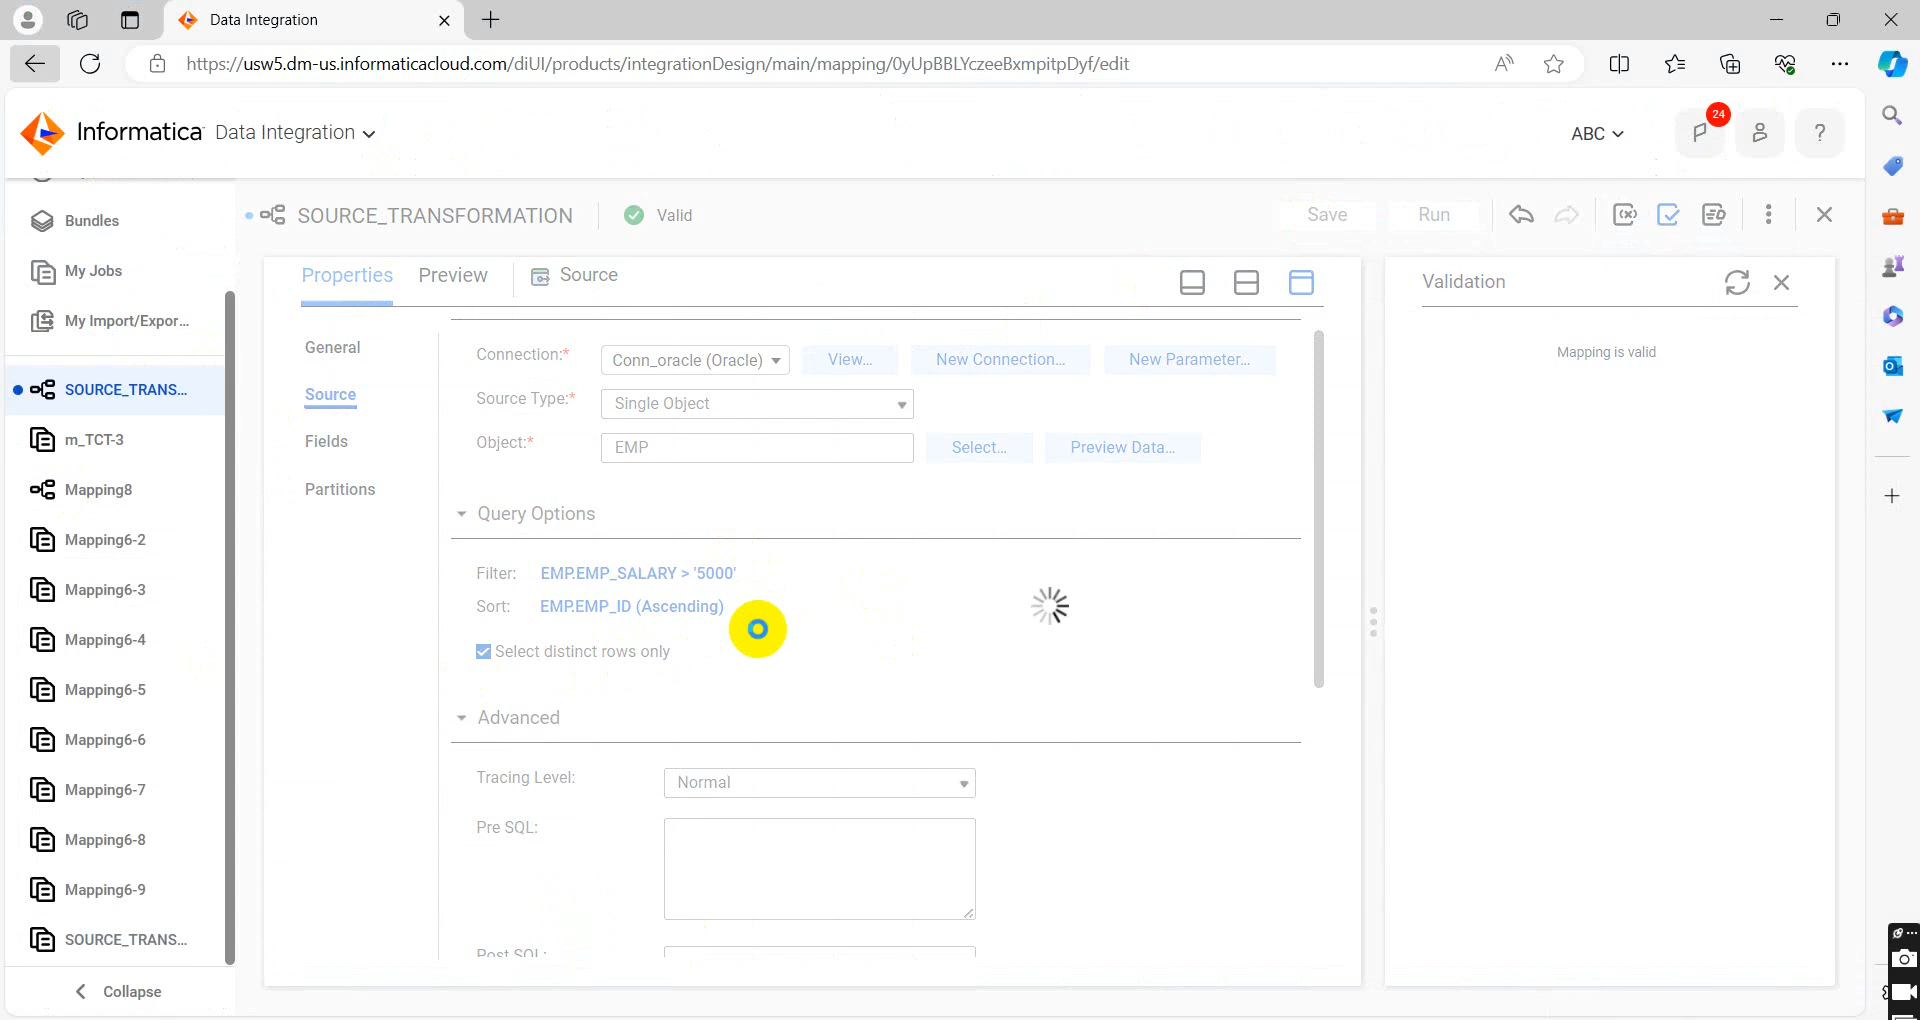 Data Integration
https://usw5.dm-us.informaticacloud.com/diUI/products/integrationDesign/main/mapping/0yUpBBLYczeeBxmpitpDyf/edit
Informatica Data Integration
ABC
24
?
Bundles
My Jobs
My Import/Expor...
SOURCE_TRANS...
m_TCT-3
Mapping8
Mapping6-2
Mapping6-3
Mapping6-4
Mapping6-5
Mapping6-6
Mapping6-7
Mapping6-8
Mapping6-9
SOURCE_TRANS...
Collapse
SOURCE_TRANSFORMATION
Valid
Save
Run
Properties
Preview
Source
General
Source
Fields
Partitions
Connection:*
Conn_oracle (Oracle)
View...
New Connection...
New Parameter...
Source Type:*
Single Object
Object:*
EMP
Select...
Preview Data...
Query Options
Filter: EMP.EMP_SALARY > '5000'
Sort: EMP.EMP_ID (Ascending)
Select distinct rows only
Advanced
Tracing Level:
Normal
Pre SQL:
Post SQL:
Validation
Mapping is valid